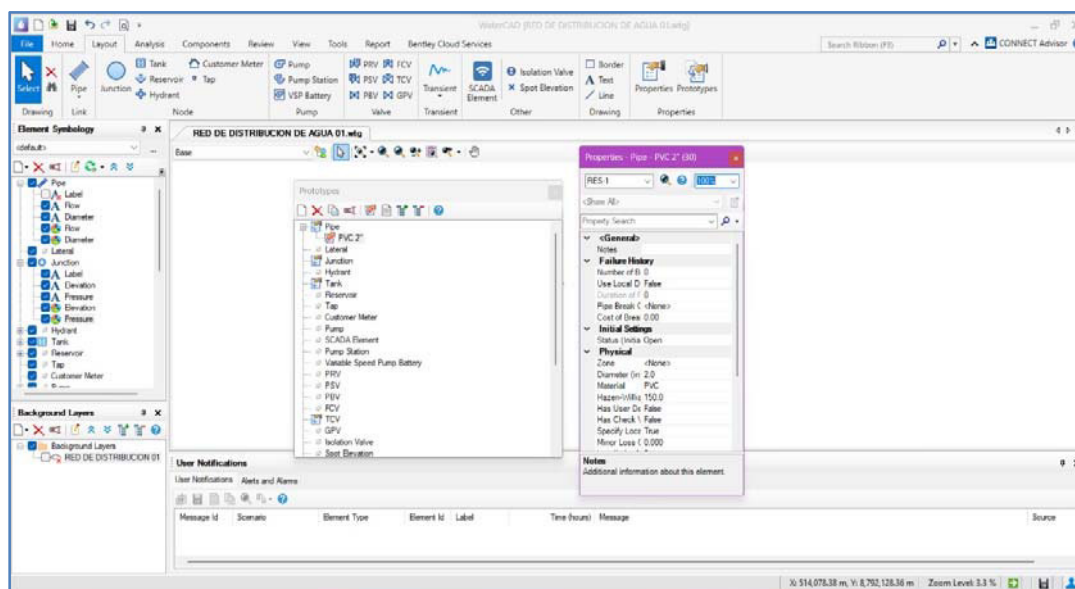 WaterCAD [RED DE DISTRIBUCION DE AGUA 01.wtg]
File Home Layout Analysis Components Review View Tools Report Bentley Cloud Services Search Ribbon (F3) CONNECT Advisor
Select
Pipe
Junction
Tank
Reservoir
Hydrant
Customer Meter
Tap
Pump
Pump Station
VSP Battery
PRV FCV
PSV TCV
PBV GPV
Transient
SCADA Element
Isolation Valve
Spot Elevation
Border
Text
Line
Properties Prototypes
Drawing Link Node Pump Valve Transient Other Drawing Properties
Element Symbology
<default>
Pipe
Label
Flow
Diameter
Flow
Diameter
Lateral
Junction
Label
Elevation
Pressure
Elevation
Pressure
Hydrant
Tank
Reservoir
Tap
Customer Meter
Pump
Background Layers
Background Layers
RED DE DISTRIBUCION 01
RED DE DISTRIBUCION DE AGUA 01.wtg
Base
Prototypes
Pipe
PVC 2"
Lateral
Junction
Hydrant
Tank
Reservoir
Tap
Customer Meter
Pump
SCADA Element
Pump Station
Variable Speed Pump Battery
PRV
PSV
PBV
FCV
TCV
GPV
Isolation Valve
Spot Elevation
Properties - Pipe - PVC 2" (30)
RES-1 100%
<Show All>
Property Search
<General>
Notes
Failure History
Number of B 0
Use Local D False
Duration of F 0
Pipe Break C <None>
Cost of Brea 0.00
Initial Settings
Status (Initia Open
Physical
Zone <None>
Diameter (in 2.0
Material PVC
Hazen-Willia 150.0
Has User De False
Has Check V False
Specify Loca True
Minor Loss C 0.000
Notes
Additional information about this element.
User Notifications
User Notifications Alerts and Alarms
Message Id Scenario Element Type Element Id Label Time (hours) Message Source
X: 514,078.38 m, Y: 8,792,128.36 m Zoom Level: 3.3 %